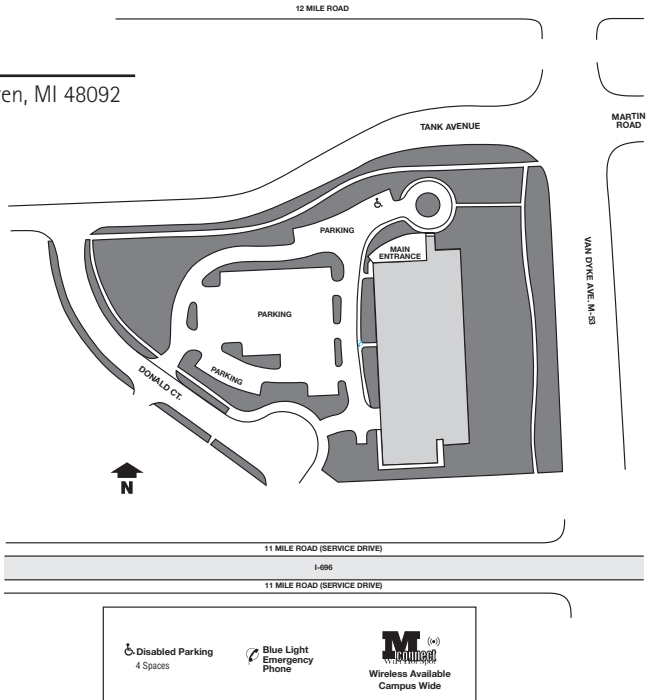 12 MILE ROAD
MI 48092
TANK AVENUE
MARTIN
ROAD
PARKING
MAIN
ENTRANCE
VAN DYKE AVE. M-53
PARKING
PARKING
DONALD CT.
N
11 MILE ROAD (SERVICE DRIVE)
I-696
11 MILE ROAD (SERVICE DRIVE)
Disabled Parking
4 Spaces
Blue Light
Emergency
Phone
M
connect
Wireless Available
Campus Wide